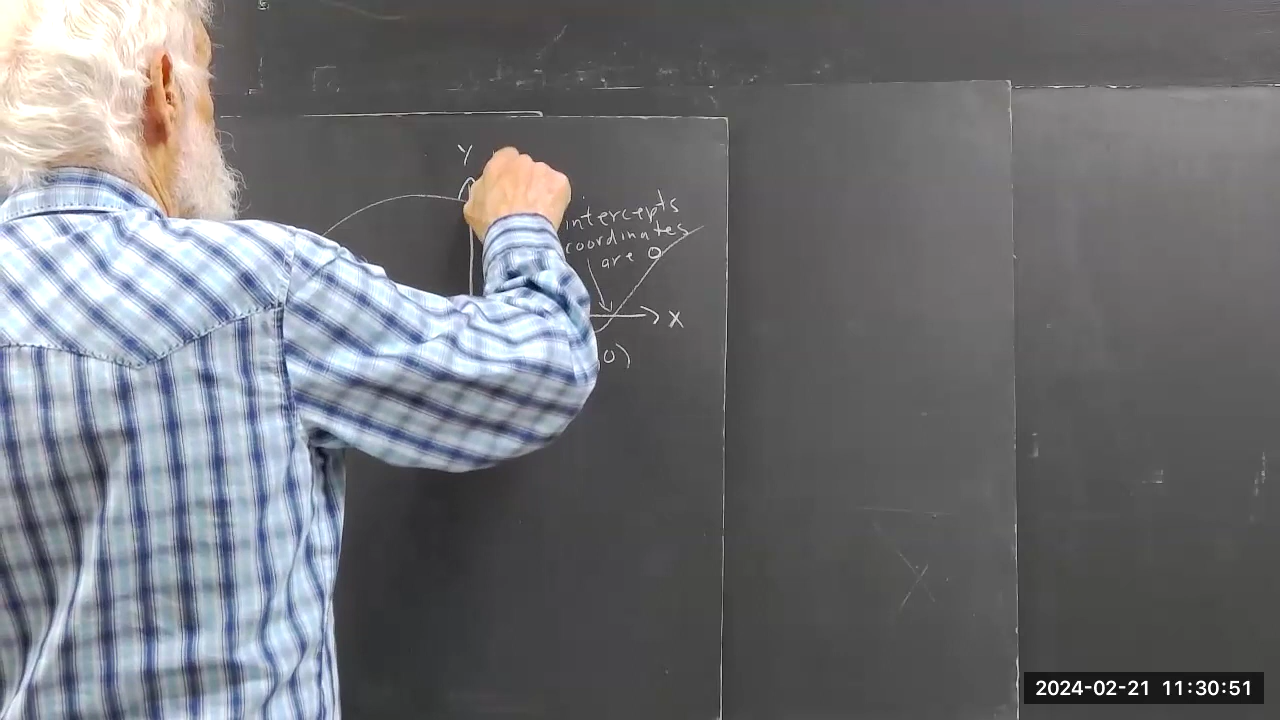 Y
intercepts
coordinates
are 0
X
0)
2024-02-21 11:30:51